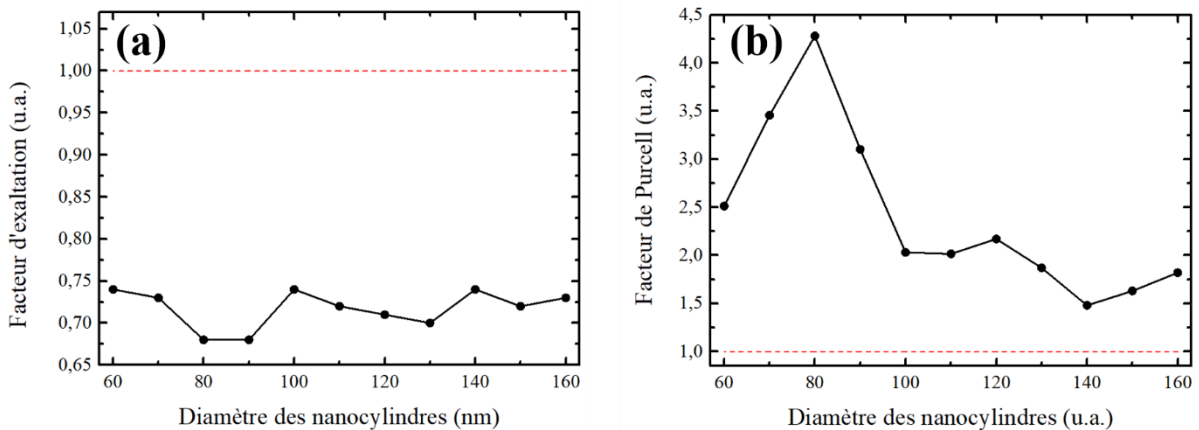 (a)
Facteur d'exaltation (u.a.)
1,05
1,00
0,95
0,90
0,85
0,80
0,75
0,70
0,65
60 80 100 120 140 160
Diamètre des nanocylindres (nm)
(b)
Facteur de Purcell (u.a.)
4,5
4,0
3,5
3,0
2,5
2,0
1,5
1,0
60 80 100 120 140 160
Diamètre des nanocylindres (u.a.)